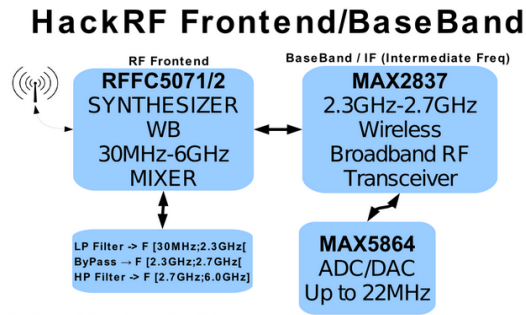 HackRF Frontend/BaseBand
RF Frontend
RFFC5071/2
SYNTHESIZER
WB
30MHz-6GHz
MIXER
BaseBand / IF (Intermediate Freq)
MAX2837
2.3GHz-2.7GHz
Wireless
Broadband RF
Transceiver
LP Filter -> F [30MHz;2.3GHz[
ByPass → F [2.3GHz;2.7GHz[
HP Filter -> F [2.7GHz;6.0GHz]
MAX5864
ADC/DAC
Up to 22MHz